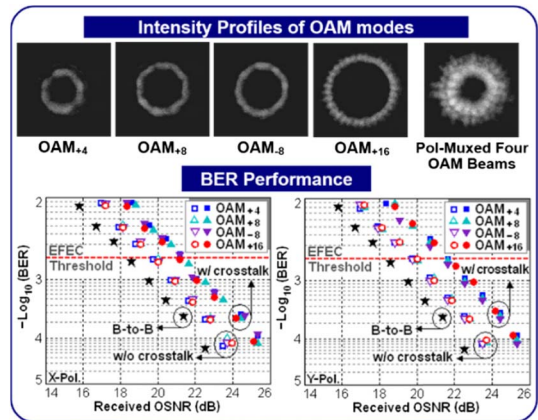 Intensity Profiles of OAM modes
OAM+4
OAM+8
OAM-8
OAM+16
Pol-Muxed Four
OAM Beams
BER Performance
-Log10 (BER)
2
3
4
5
EFEC
Threshold
OAM+4
OAM+8
OAM-8
OAM+16
w/ crosstalk
B-to-B
w/o crosstalk
X-Pol.
14 16 18 20 22 24 26
Received OSNR (dB)
-Log10 (BER)
2
3
4
5
EFEC
Threshold
OAM+4
OAM+8
OAM-8
OAM+16
w/ crosstalk
B-to-B
w/o crosstalk
Y-Pol.
14 16 18 20 22 24 26
Received OSNR (dB)